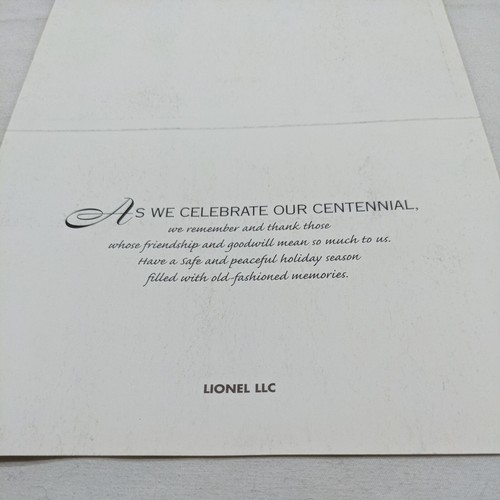 As we celebrate our centennial,
we remember and thank those
whose friendship and goodwill mean so much to us.
Have a safe and peaceful holiday season
filled with old-fashioned memories.
LIONEL LLC